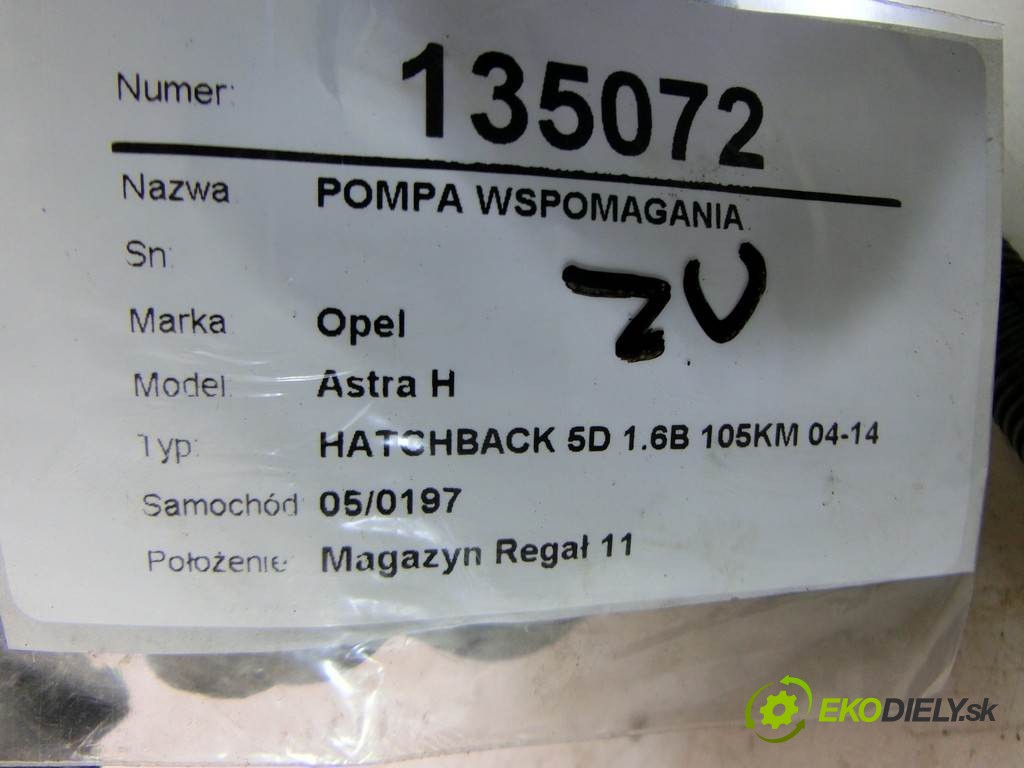 Numer: 135072
Nazwa POMPA WSPOMAGANIA
Sn:
ZU
Marka Opel
Model: Astra H
Typ: HATCHBACK 5D 1.6B 105KM 04-14
Samochód 05/0197
Położenie: Magazyn Regał 11
EKODIELY.sk